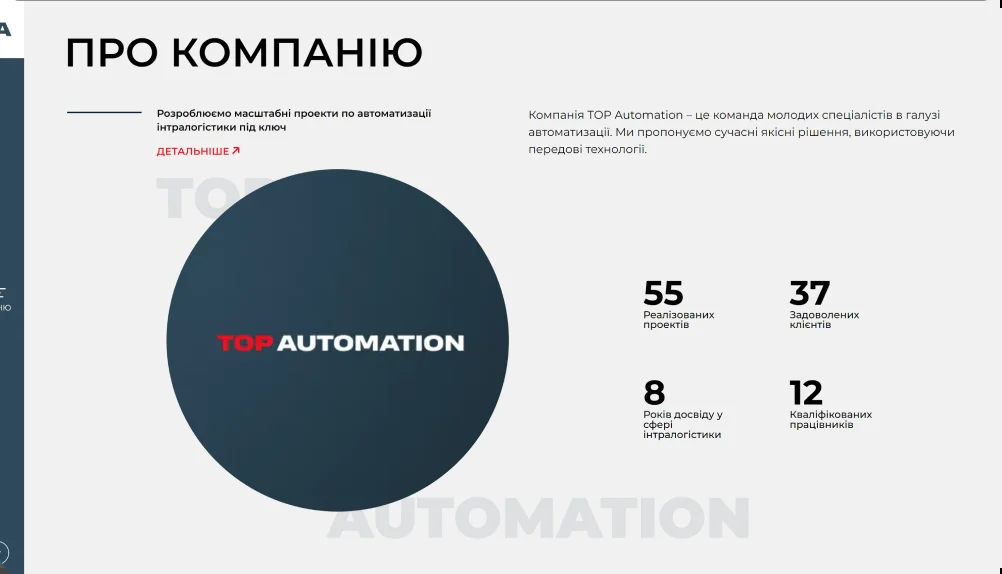 ПРО КОМПАНІЮ
Розроблюємо масштабні проекти по автоматизації
інтралогістики під ключ
ДЕТАЛЬНІШЕ
Компанія TOP Automation – це команда молодих спеціалістів в галузі
автоматизації. Ми пропонуємо сучасні якісні рішення, використовуючи
передові технології.
TOP AUTOMATION
55
Реалізованих
проектів
37
Задоволених
клієнтів
8
Років досвіду у
сфері
інтралогістики
12
Кваліфікованих
працівників
AUTOMATION